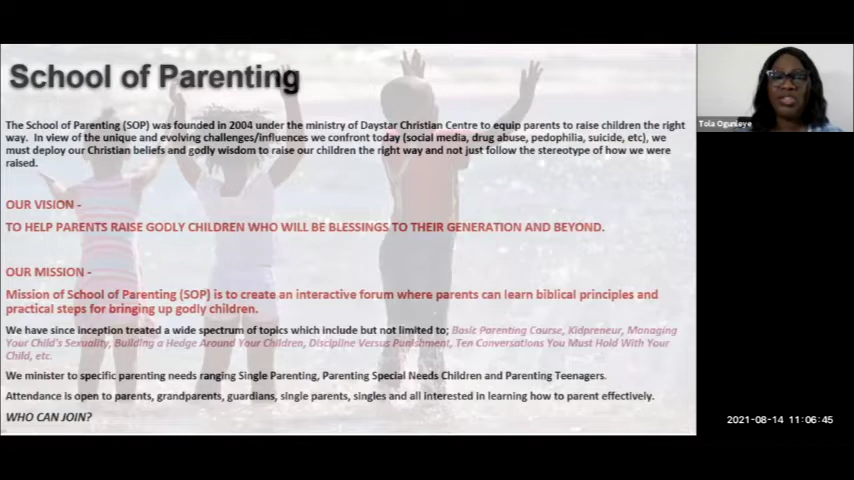 School of Parenting
The School of Parenting (SOP) was founded in 2004 under the ministry of Daystar Christian Centre to equip parents to raise children the right
way. In view of the unique and evolving challenges/influences we confront today (social media, drug abuse, pedophilia, suicide, etc), we
must deploy our Christian beliefs and godly wisdom to raise our children the right way and not just follow the stereotype of how we were
raised.
OUR VISION -
TO HELP PARENTS RAISE GODLY CHILDREN WHO WILL BE BLESSINGS TO THEIR GENERATION AND BEYOND.
OUR MISSION -
Mission of School of Parenting (SOP) is to create an interactive forum where parents can learn biblical principles and
practical steps for bringing up godly children.
We have since inception treated a wide spectrum of topics which include but not limited to; Basic Parenting Course, Kidpreneur, Managing
Your Child's Sexuality, Building a Hedge Around Your Children, Discipline Versus Punishment, Ten Conversations You Must Hold With Your
Child, etc.
We minister to specific parenting needs ranging Single Parenting, Parenting Special Needs Children and Parenting Teenagers.
Attendance is open to parents, grandparents, guardians, single parents, singles and all interested in learning how to parent effectively.
WHO CAN JOIN?
Tola Ogunleye
2021-08-14 11:06:45